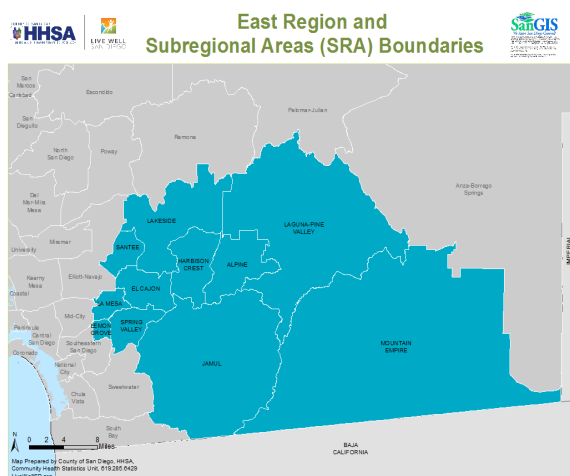 HHSA
LIVE WELL
SAN DIEGO
East Region and
Subregional Areas (SRA) Boundaries
SanGIS
San
Marcos
Carlsbad
Escondido
Palomar-Julian
San
Dieguito
Ramona
North
San Diego
Poway
Anza-Borrego
Springs
Del
Mar-Mira
Mesa
LAKESIDE
LAGUNA-PINE
VALLEY
University
Miramar
SANTEE
IMPERIAL
HARBISON
CREST
ALPINE
Kearny
Mesa
Elliott-Navajo
EL CAJON
Coastal
LA MESA
Mid-City
Peninsula
Central
San Diego
LEMON
GROVE
SPRING
VALLEY
Southeastern
San Diego
Coronado
MOUNTAIN
EMPIRE
National
City
JAMUL
Sweetwater
Chula
Vista
South
Bay
N
0 2 4 8
Miles
BAJA
CALIFORNIA
Map Prepared by County of San Diego, HHSA,
Community Health Statistics Unit, 619.285.6429